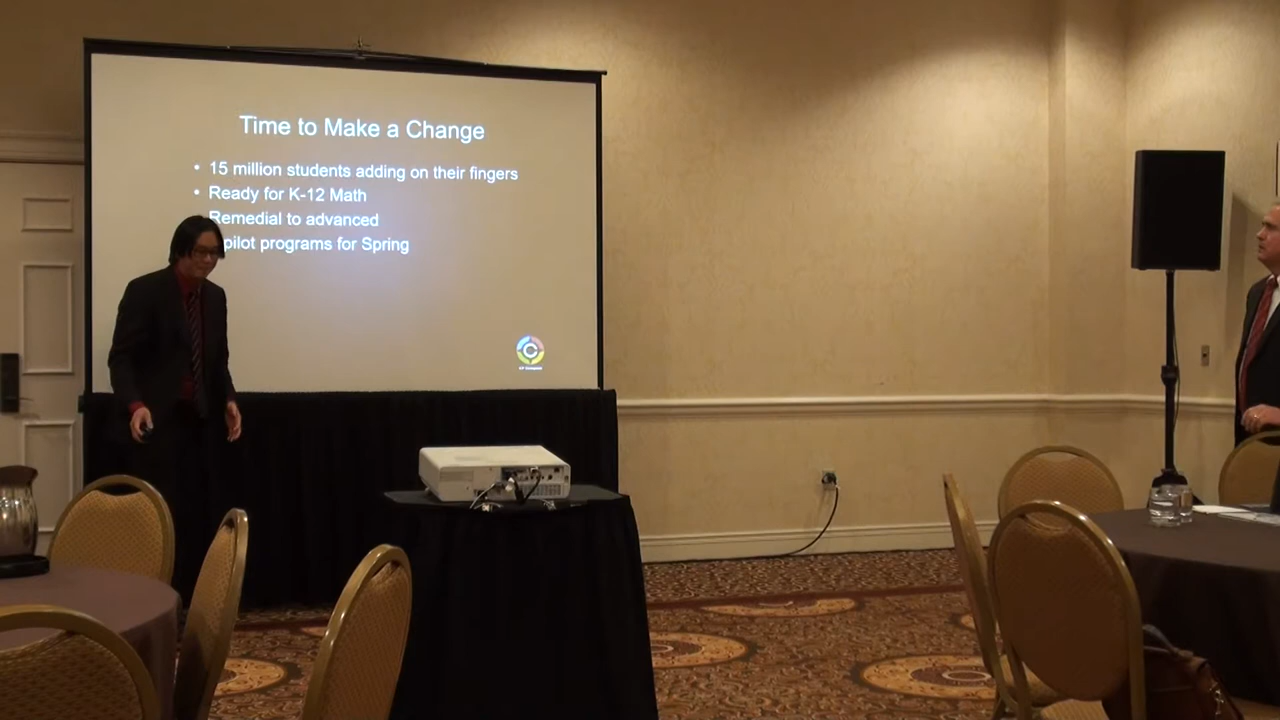 Time to Make a Change
• 15 million students adding on their fingers
• Ready for K-12 Math
Remedial to advanced
pilot programs for Spring
C